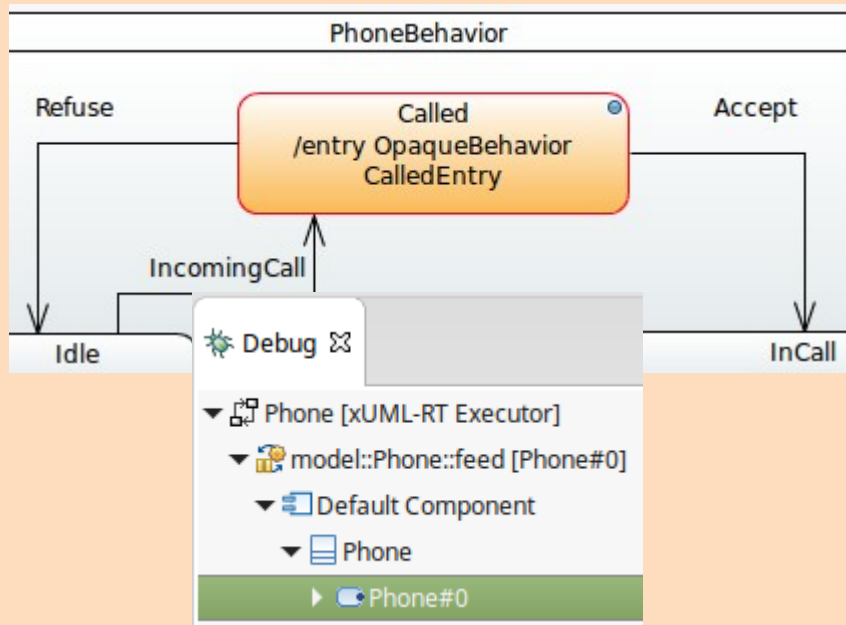 PhoneBehavior
Refuse
Called
Accept
/entry OpaqueBehavior
CalledEntry
IncomingCall
Idle
InCall
Debug
Phone [xUML-RT Executor]
model::Phone::feed [Phone#0]
Default Component
Phone
Phone#0